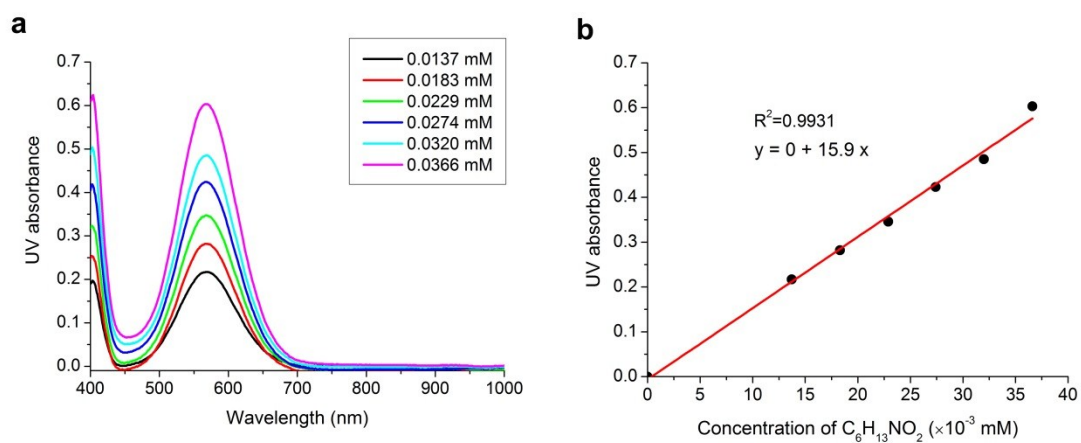 a
0.7
0.6
0.5
0.4
0.3
0.2
0.1
0.0
UV absorbance
400 500 600 700 800 900 1000
Wavelength (nm)
0.0137 mM
0.0183 mM
0.0229 mM
0.0274 mM
0.0320 mM
0.0366 mM
b
0.7
0.6
0.5
0.4
0.3
0.2
0.1
0.0
UV absorbance
R²=0.9931
y = 0 + 15.9 x
0 5 10 15 20 25 30 35 40
Concentration of C₆H₁₃NO₂ (×10⁻³ mM)